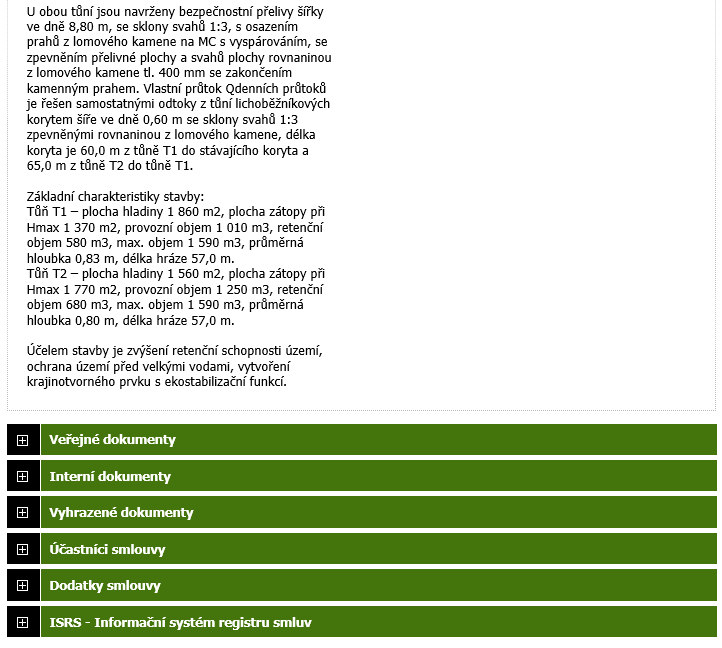 U obou tůní jsou navrženy bezpečnostní přelivy šířky
ve dně 8,80 m, se sklony svahů 1:3, s osazením
prahů z lomového kamene na MC s vyspárováním, se
zpevněním přelivné plochy a svahů plochy rovnaninou
z lomového kamene tl. 400 mm se zakončením
kamenným prahem. Vlastní průtok Qdenních průtoků
je řešen samostatnými odtoky z tůní lichoběžníkových
korytem šíře ve dně 0,60 m se sklony svahů 1:3
zpevněnými rovnaninou z lomového kamene, délka
koryta je 60,0 m z tůně T1 do stávajícího koryta a
65,0 m z tůně T2 do tůně T1.
Základní charakteristiky stavby:
Tůň T1 – plocha hladiny 1 860 m2, plocha zátopy při
Hmax 1 370 m2, provozní objem 1 010 m3, retenční
objem 580 m3, max. objem 1 590 m3, průměrná
hloubka 0,83 m, délka hráze 57,0 m.
Tůň T2 – plocha hladiny 1 560 m2, plocha zátopy při
Hmax 1 770 m2, provozní objem 1 250 m3, retenční
objem 680 m3, max. objem 1 590 m3, průměrná
hloubka 0,80 m, délka hráze 57,0 m.
Účelem stavby je zvýšení retenční schopnosti území,
ochrana území před velkými vodami, vytvoření
krajinotvorného prvku s ekostabilizační funkcí.
Veřejné dokumenty
Interní dokumenty
Vyhrazené dokumenty
Účastníci smlouvy
Dodatky smlouvy
ISRS - Informační systém registru smluv